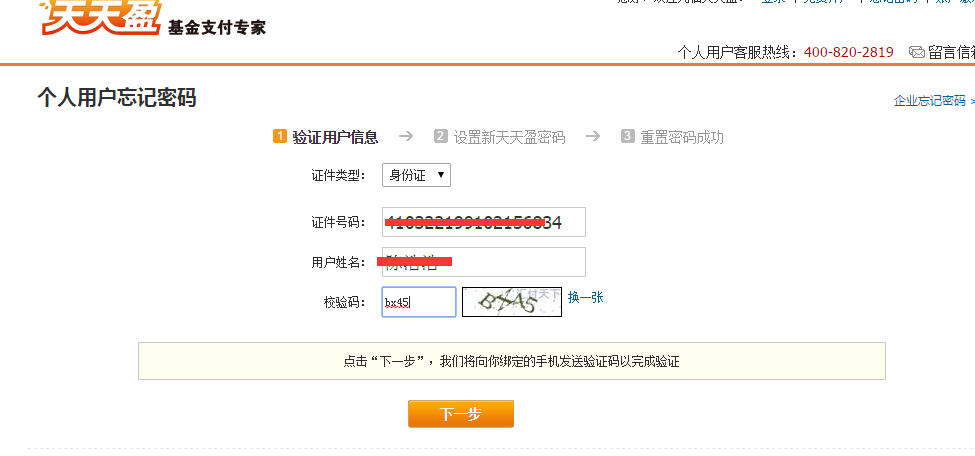 天天盈 基金支付专家
个人用户客服热线：400-820-2819 留言信箱
个人用户忘记密码
企业忘记密码 >
1 验证用户信息 → 2 设置新天天盈密码 → 3 重置密码成功
证件类型： 身份证
证件号码：
用户姓名：
校验码： bx45 BXA5 换一张
点击“下一步”，我们将向你绑定的手机发送验证码以完成验证
下一步